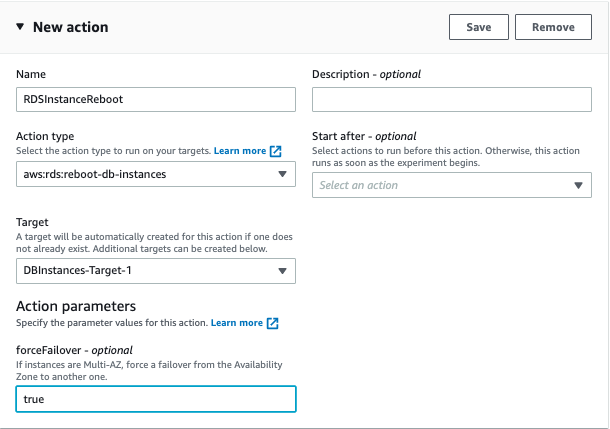 New action
Save
Remove
Name
RDSInstanceReboot
Description - optional
Action type
Select the action type to run on your targets. Learn more
aws:rds:reboot-db-instances
Start after - optional
Select actions to run before this action. Otherwise, this action
runs as soon as the experiment begins.
Select an action
Target
A target will be automatically created for this action if one does
not already exist. Additional targets can be created below.
DBInstances-Target-1
Action parameters
Specify the parameter values for this action. Learn more
forceFailover - optional
If instances are Multi-AZ, force a failover from the Availability
Zone to another one.
true